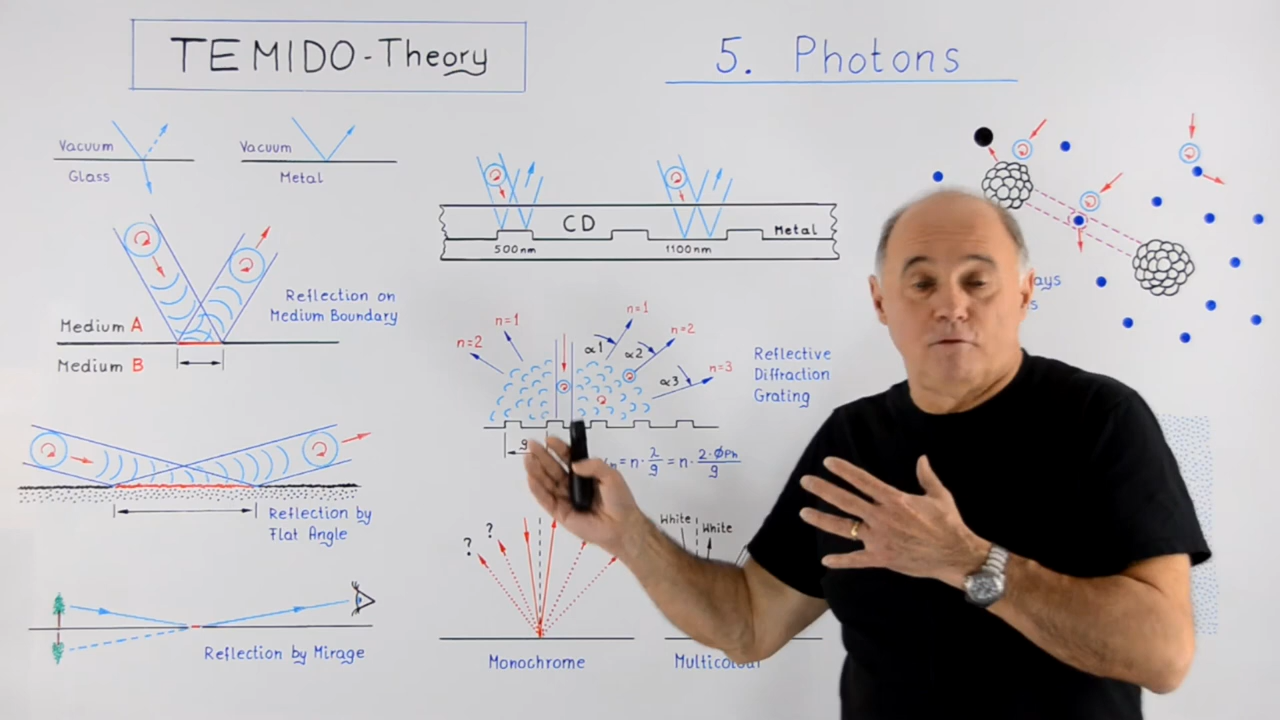 TEMIDO-Theory
5. Photons
Vacuum
Glass
Vacuum
Metal
Medium A
Medium B
Reflection on
Medium Boundary
Reflection by
Flat Angle
Reflection by Mirage
CD
Metal
500nm
1100nm
n=1
n=2
n=1
n=2
n=3
α1
α2
α3
g
Reflective
Diffraction
Grating
= n · λ/g = n · 2·ØPh/g
?
?
Monochrome
White
White